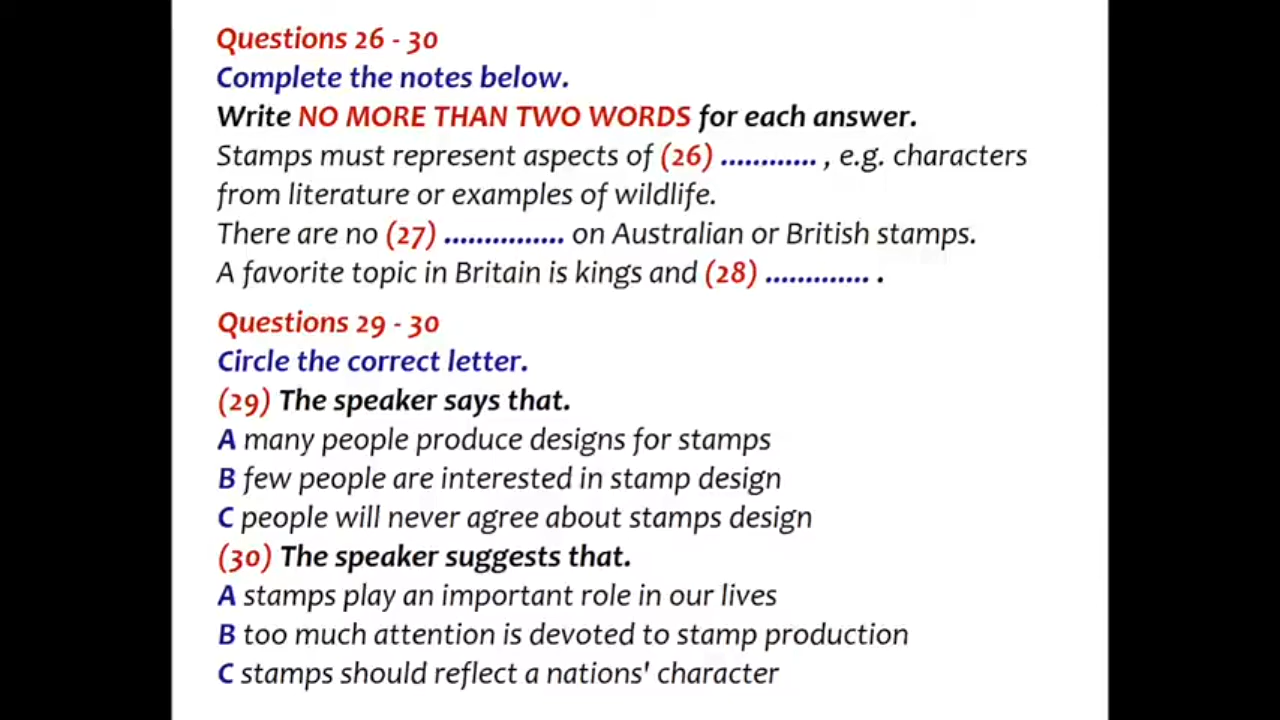 Questions 26 - 30
Complete the notes below.
Write NO MORE THAN TWO WORDS for each answer.
Stamps must represent aspects of (26) ............ , e.g. characters
from literature or examples of wildlife.
There are no (27) ............... on Australian or British stamps.
A favorite topic in Britain is kings and (28) ............. .
Questions 29 - 30
Circle the correct letter.
(29) The speaker says that.
A many people produce designs for stamps
B few people are interested in stamp design
C people will never agree about stamps design
(30) The speaker suggests that.
A stamps play an important role in our lives
B too much attention is devoted to stamp production
C stamps should reflect a nations' character